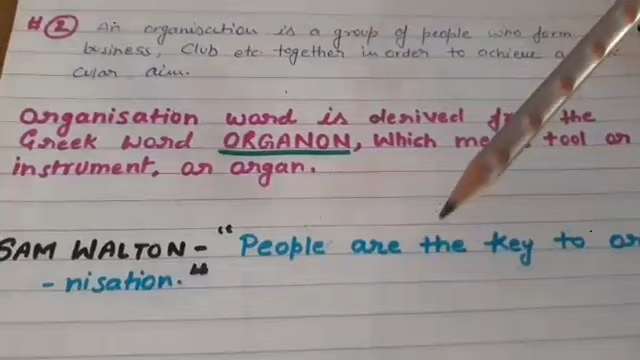 #② An organisation is a group of people who form
business, Club etc. together in order to achieve a
cular aim.
Organisation word is derived the
Greek word ORGANON, Which tool or
instrument, or organ.
SAM WALTON- "People are the key to or
-nisation."